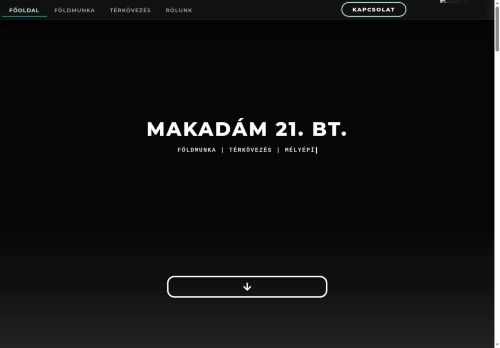 FŐOLDAL FÖLDMUNKA TÉRKÖVEZÉS RÓLUNK KAPCSOLAT
MAKADÁM 21. BT.
FÖLDMUNKA | TÉRKÖVEZÉS | MÉLYÉPÍ|